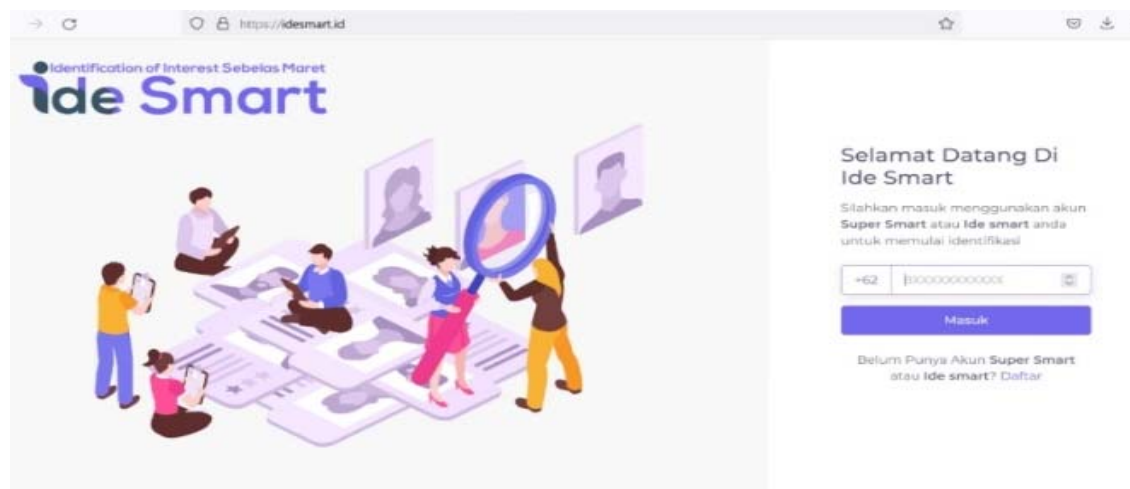 https://idesmart.id
Identification of Interest Sebelas Maret
ide Smart
Selamat Datang Di
Ide Smart
Silahkan masuk menggunakan akun
Super Smart atau Ide smart anda
untuk memulai identifikasi
+62
Masuk
Belum Punya Akun Super Smart
atau Ide smart? Daftar